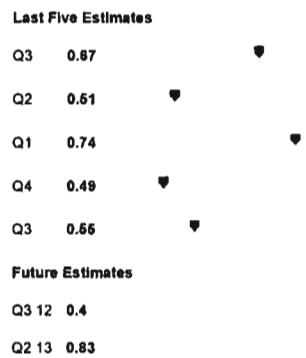 Last Five Estimates
Q3 0.67
Q2 0.51
Q1 0.74
Q4 0.49
Q3 0.55
Future Estimates
Q3 12 0.4
Q2 13 0.83